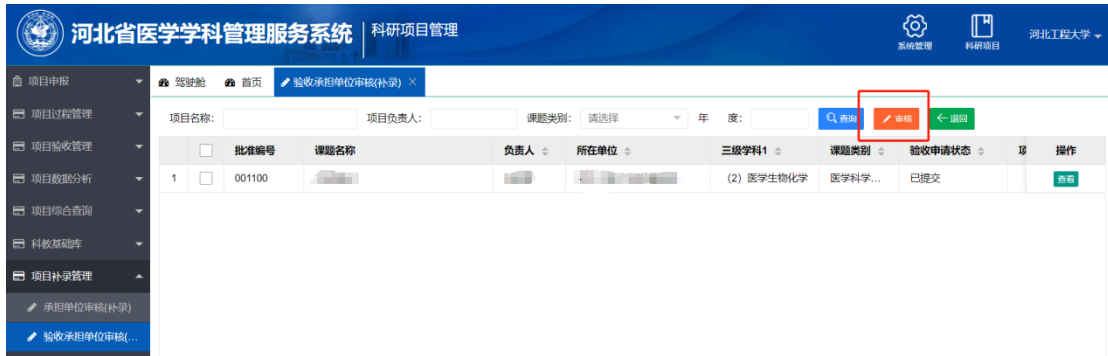 河北省医学学科管理服务系统 科研项目管理
系统管理 科研项目 河北工程大学
项目申报
项目过程管理
项目验收管理
项目数据分析
项目综合查询
科教基础库
项目补录管理
承担单位审核(补录)
验收承担单位审核(...
驾驶舱 首页 验收承担单位审核(补录)
项目名称: 项目负责人: 课题类别: 请选择 年 度: 查询 审核 退回
批准编号 课题名称 负责人 所在单位 三级学科1 课题类别 验收申请状态 操作
1 001100 (2) 医学生物化学 医学科学... 已提交 查看